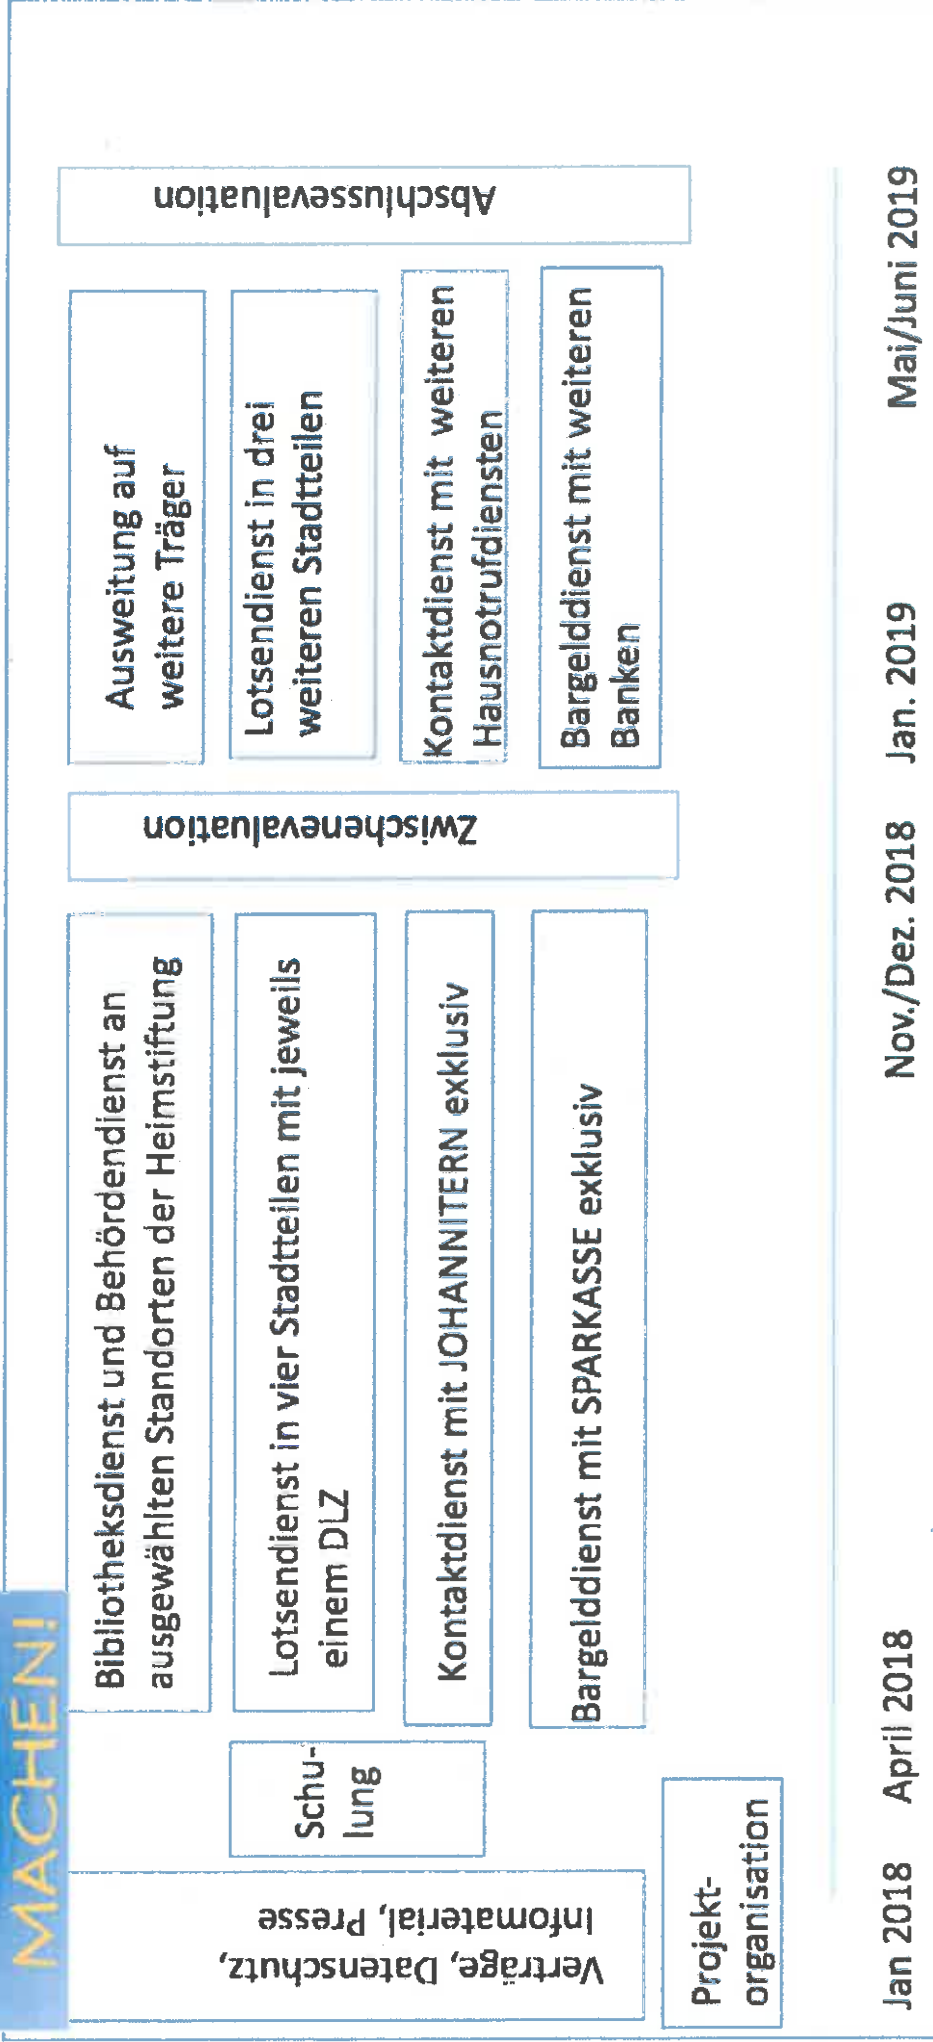 MACHEN!
Verträge, Datenschutz,
Infomaterial, Presse
Projekt-
organisation
Schu-
lung
Bibliotheksdienst und Behördendienst an
ausgewählten Standorten der Heimstiftung
Lotsendienst in vier Stadtteilen mit jeweils
einem DLZ
Kontaktdienst mit JOHANNITERN exklusiv
Bargelddienst mit SPARKASSE exklusiv
Zwischenevaluation
Ausweitung auf
weitere Träger
Lotsendienst in drei
weiteren Stadtteilen
Kontaktdienst mit weiteren
Hausnotrufdiensten
Bargelddienst mit weiteren
Banken
Abschlussevaluation
Jan 2018 April 2018 Nov./Dez. 2018 Jan. 2019 Mai/Juni 2019